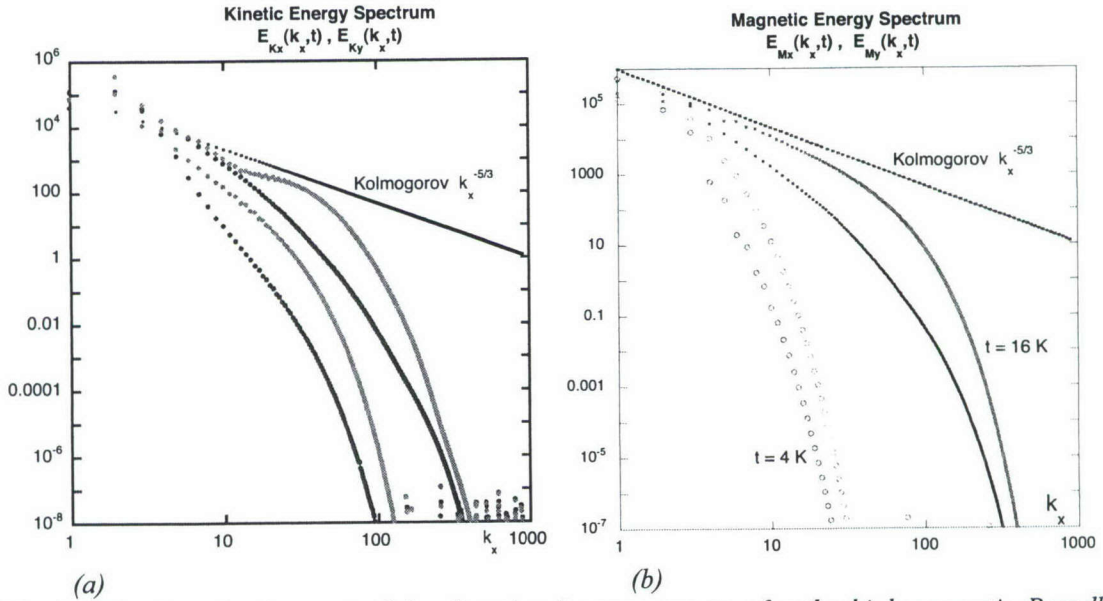 Kinetic Energy Spectrum
E_Kx(k_x,t) , E_Ky(k_x,t)
10^6
10^4
100
1
0.01
0.0001
10^-6
10^-8
Kolmogorov k_x^-5/3
1
10
100
k_x
1000
(a)
Magnetic Energy Spectrum
E_Mx(k_x,t) , E_My(k_x,t)
10^5
1000
10
0.1
0.001
10^-5
10^-7
Kolmogorov k_x^-5/3
t = 16 K
t = 4 K
k_x
1
10
100
1000
(b)